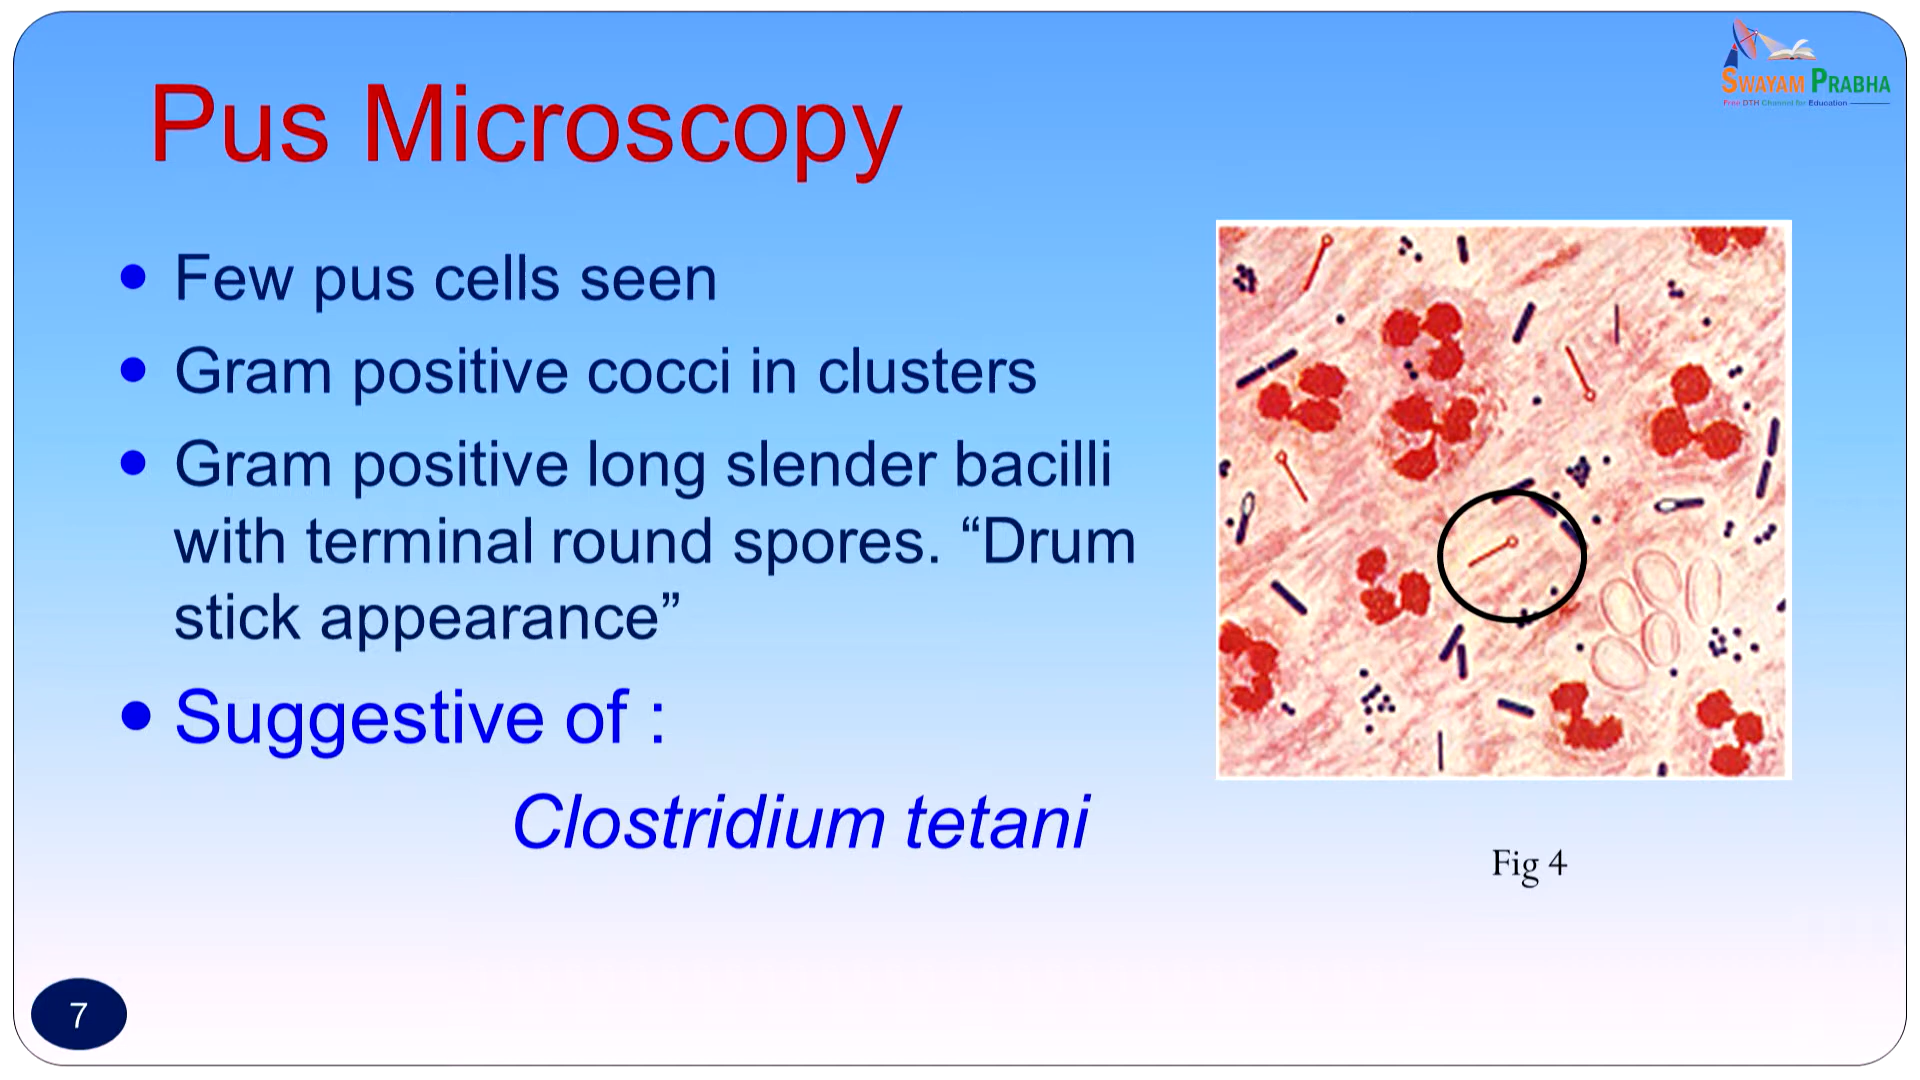 SWAYAM PRABHA
Free DTH Channel for Education
Pus Microscopy
• Few pus cells seen
• Gram positive cocci in clusters
• Gram positive long slender bacilli
with terminal round spores. “Drum
stick appearance”
• Suggestive of :
Clostridium tetani
Fig 4
7